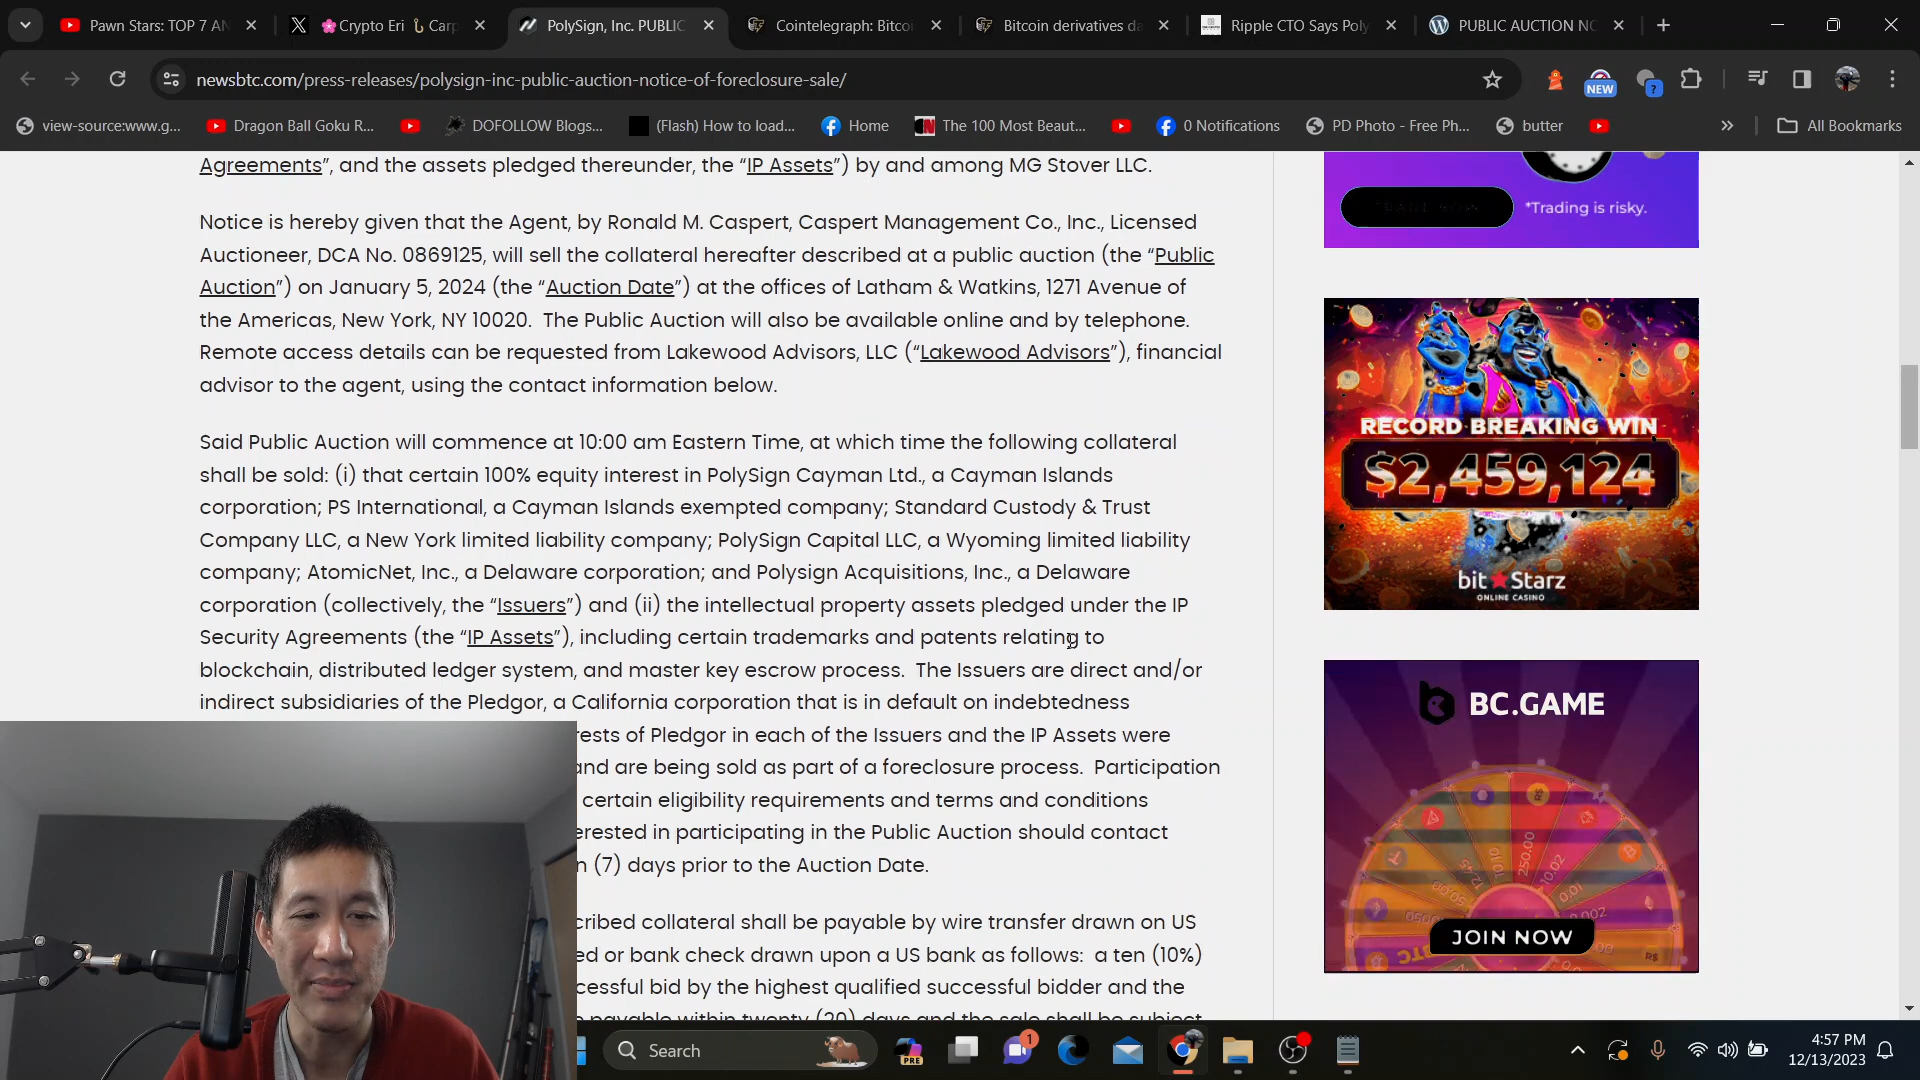 Pawn Stars: TOP 7 AN
Crypto Eri
Carp
PolySign, Inc. PUBLIC
Cointelegraph: Bitcoi
Bitcoin derivatives da
Ripple CTO Says Poly
PUBLIC AUCTION NO
newsbtc.com/press-releases/polysign-inc-public-auction-notice-of-foreclosure-sale/
NEW
?
view-source:www.g...
Dragon Ball Goku R...
DOFOLLOW Blogs...
(Flash) How to load...
Home
The 100 Most Beaut...
0 Notifications
PD Photo - Free Ph...
butter
All Bookmarks
Agreements”, and the assets pledged thereunder, the “IP Assets”) by and among MG Stover LLC.
Notice is hereby given that the Agent, by Ronald M. Caspert, Caspert Management Co., Inc., Licensed
Auctioneer, DCA No. 0869125, will sell the collateral hereafter described at a public auction (the “Public
Auction”) on January 5, 2024 (the “Auction Date”) at the offices of Latham & Watkins, 1271 Avenue of
the Americas, New York, NY 10020.  The Public Auction will also be available online and by telephone.
Remote access details can be requested from Lakewood Advisors, LLC (“Lakewood Advisors”), financial
advisor to the agent, using the contact information below.
Said Public Auction will commence at 10:00 am Eastern Time, at which time the following collateral
shall be sold: (i) that certain 100% equity interest in PolySign Cayman Ltd., a Cayman Islands
corporation; PS International, a Cayman Islands exempted company; Standard Custody & Trust
Company LLC, a New York limited liability company; PolySign Capital LLC, a Wyoming limited liability
company; AtomicNet, Inc., a Delaware corporation; and Polysign Acquisitions, Inc., a Delaware
corporation (collectively, the “Issuers”) and (ii) the intellectual property assets pledged under the IP
Security Agreements (the “IP Assets”), including certain trademarks and patents relating to
blockchain, distributed ledger system, and master key escrow process.  The Issuers are direct and/or
indirect subsidiaries of the Pledgor, a California corporation that is in default on indebtedness
rests of Pledgor in each of the Issuers and the IP Assets were
and are being sold as part of a foreclosure process.  Participation
certain eligibility requirements and terms and conditions
erested in participating in the Public Auction should contact
n (7) days prior to the Auction Date.
cribed collateral shall be payable by wire transfer drawn on US
ed or bank check drawn upon a US bank as follows:  a ten (10%)
cessful bid by the highest qualified successful bidder and the
payable within twenty (20) days and the sale shall be subject
*Trading is risky.
RECORD BREAKING WIN
$2,459,124
bit★Starz
ONLINE CASINO
BC.GAME
JOIN NOW
Search
PRE
1
4:57 PM
12/13/2023